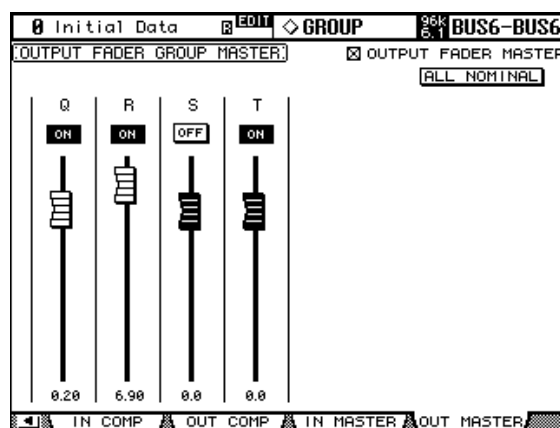 0 Initial Data R EDIT ◇ GROUP 96k 6.1 BUS6-BUS6
OUTPUT FADER GROUP MASTER
OUTPUT FADER MASTER
ALL NOMINAL
Q R S T
ON ON OFF ON
0.20 6.90 0.0 0.0
IN COMP OUT COMP IN MASTER OUT MASTER